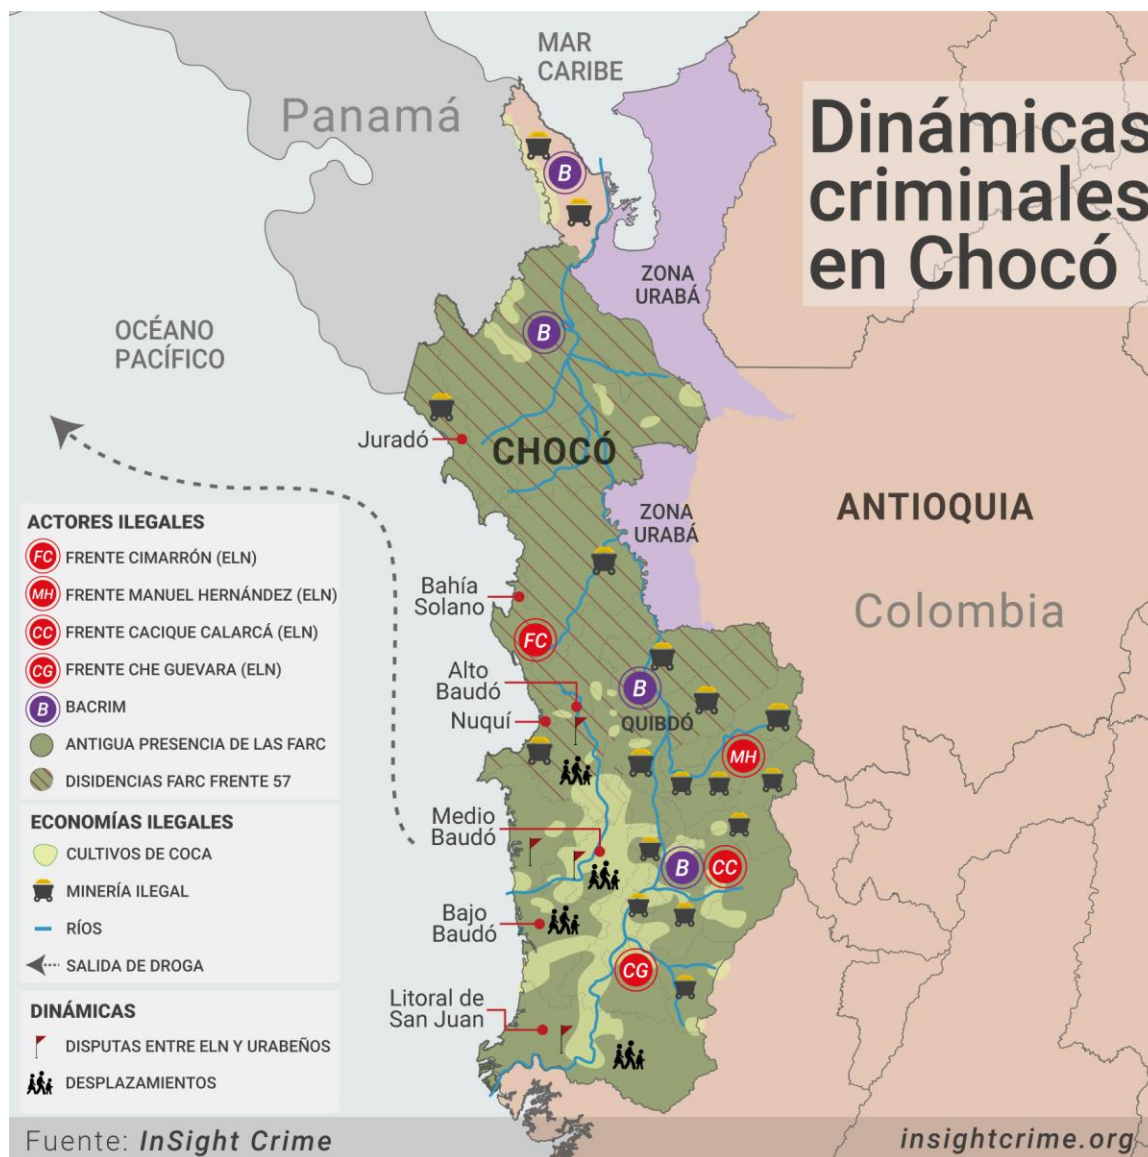 MAR
CARIBE
Panamá
Dinámicas
criminales
en Chocó
B
ZONA
URABÁ
OCÉANO
PACÍFICO
B
Juradó
CHOCÓ
ZONA
URABÁ
ANTIOQUIA
Colombia
Bahía
Solano
FC
Alto
Baudó
Nuquí
B
QUIBDÓ
MH
Medio
Baudó
B
CC
Bajo
Baudó
CG
Litoral de
San Juan
ACTORES ILEGALES
FC FRENTE CIMARRÓN (ELN)
MH FRENTE MANUEL HERNÁNDEZ (ELN)
CC FRENTE CACIQUE CALARCÁ (ELN)
CG FRENTE CHE GUEVARA (ELN)
B BACRIM
ANTIGUA PRESENCIA DE LAS FARC
DISIDENCIAS FARC FRENTE 57
ECONOMÍAS ILEGALES
CULTIVOS DE COCA
MINERÍA ILEGAL
RÍOS
SALIDA DE DROGA
DINÁMICAS
DISPUTAS ENTRE ELN Y URABEÑOS
DESPLAZAMIENTOS
Fuente: InSight Crime
insightcrime.org